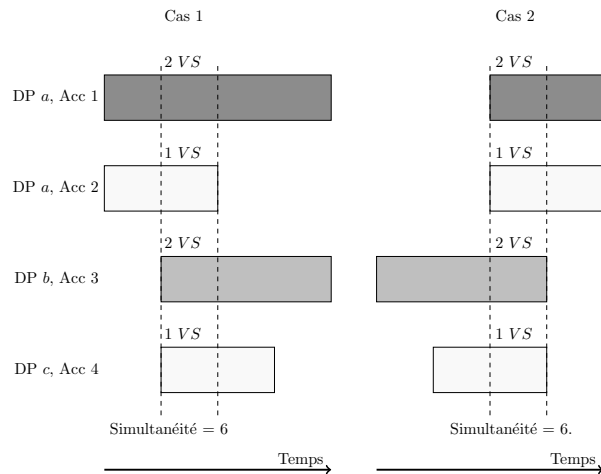 Cas 1 Cas 2
2 VS 2 VS
DP a, Acc 1
1 VS 1 VS
DP a, Acc 2
2 VS 2 VS
DP b, Acc 3
1 VS 1 VS
DP c, Acc 4
Simultanéité = 6 Simultanéité = 6.
Temps Temps